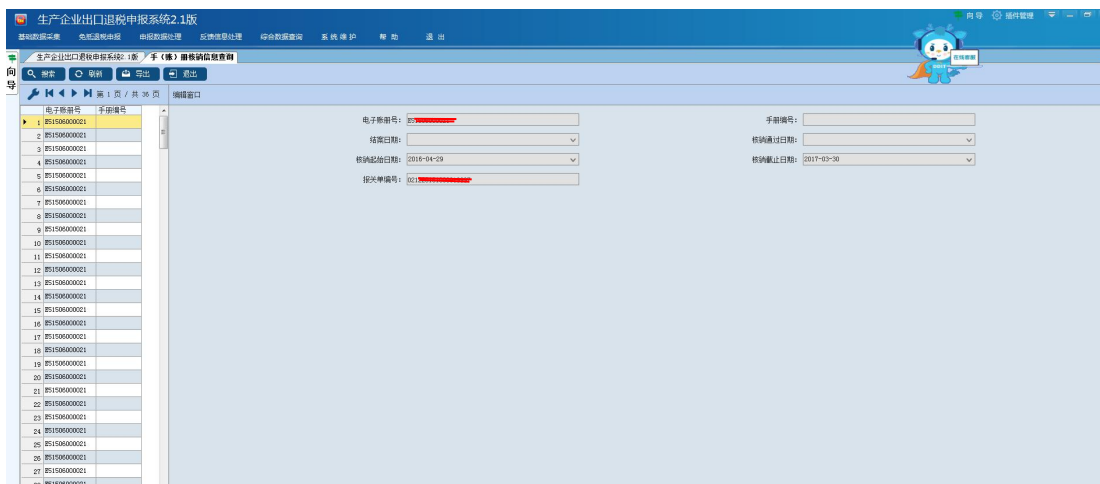 生产企业出口退税申报系统2.1版
向导 插件管理
基础数据采集 免抵退税申报 申报数据处理 反馈信息处理 综合数据查询 系统维护 帮助 退出
在线客服
生产企业出口退税申报系统2.1版 手（账）册核销信息查询
向导
搜索 刷新 导出 退出
第 1 页 / 共 36 页 编辑窗口
电子账册号 手册编号
1 E51506000021
2 E51506000021
3 E51506000021
4 E51506000021
5 E51506000021
6 E51506000021
7 E51506000021
8 E51506000021
9 E51506000021
10 E51506000021
11 E51506000021
12 E51506000021
13 E51506000021
14 E51506000021
15 E51506000021
16 E51506000021
17 E51506000021
18 E51506000021
19 E51506000021
20 E51506000021
21 E51506000021
22 E51506000021
23 E51506000021
24 E51506000021
25 E51506000021
26 E51506000021
27 E51506000021
电子账册号： 手册编号：
结案日期： 核销通过日期：
核销起始日期： 2016-04-29 核销截止日期： 2017-03-30
报关单编号：